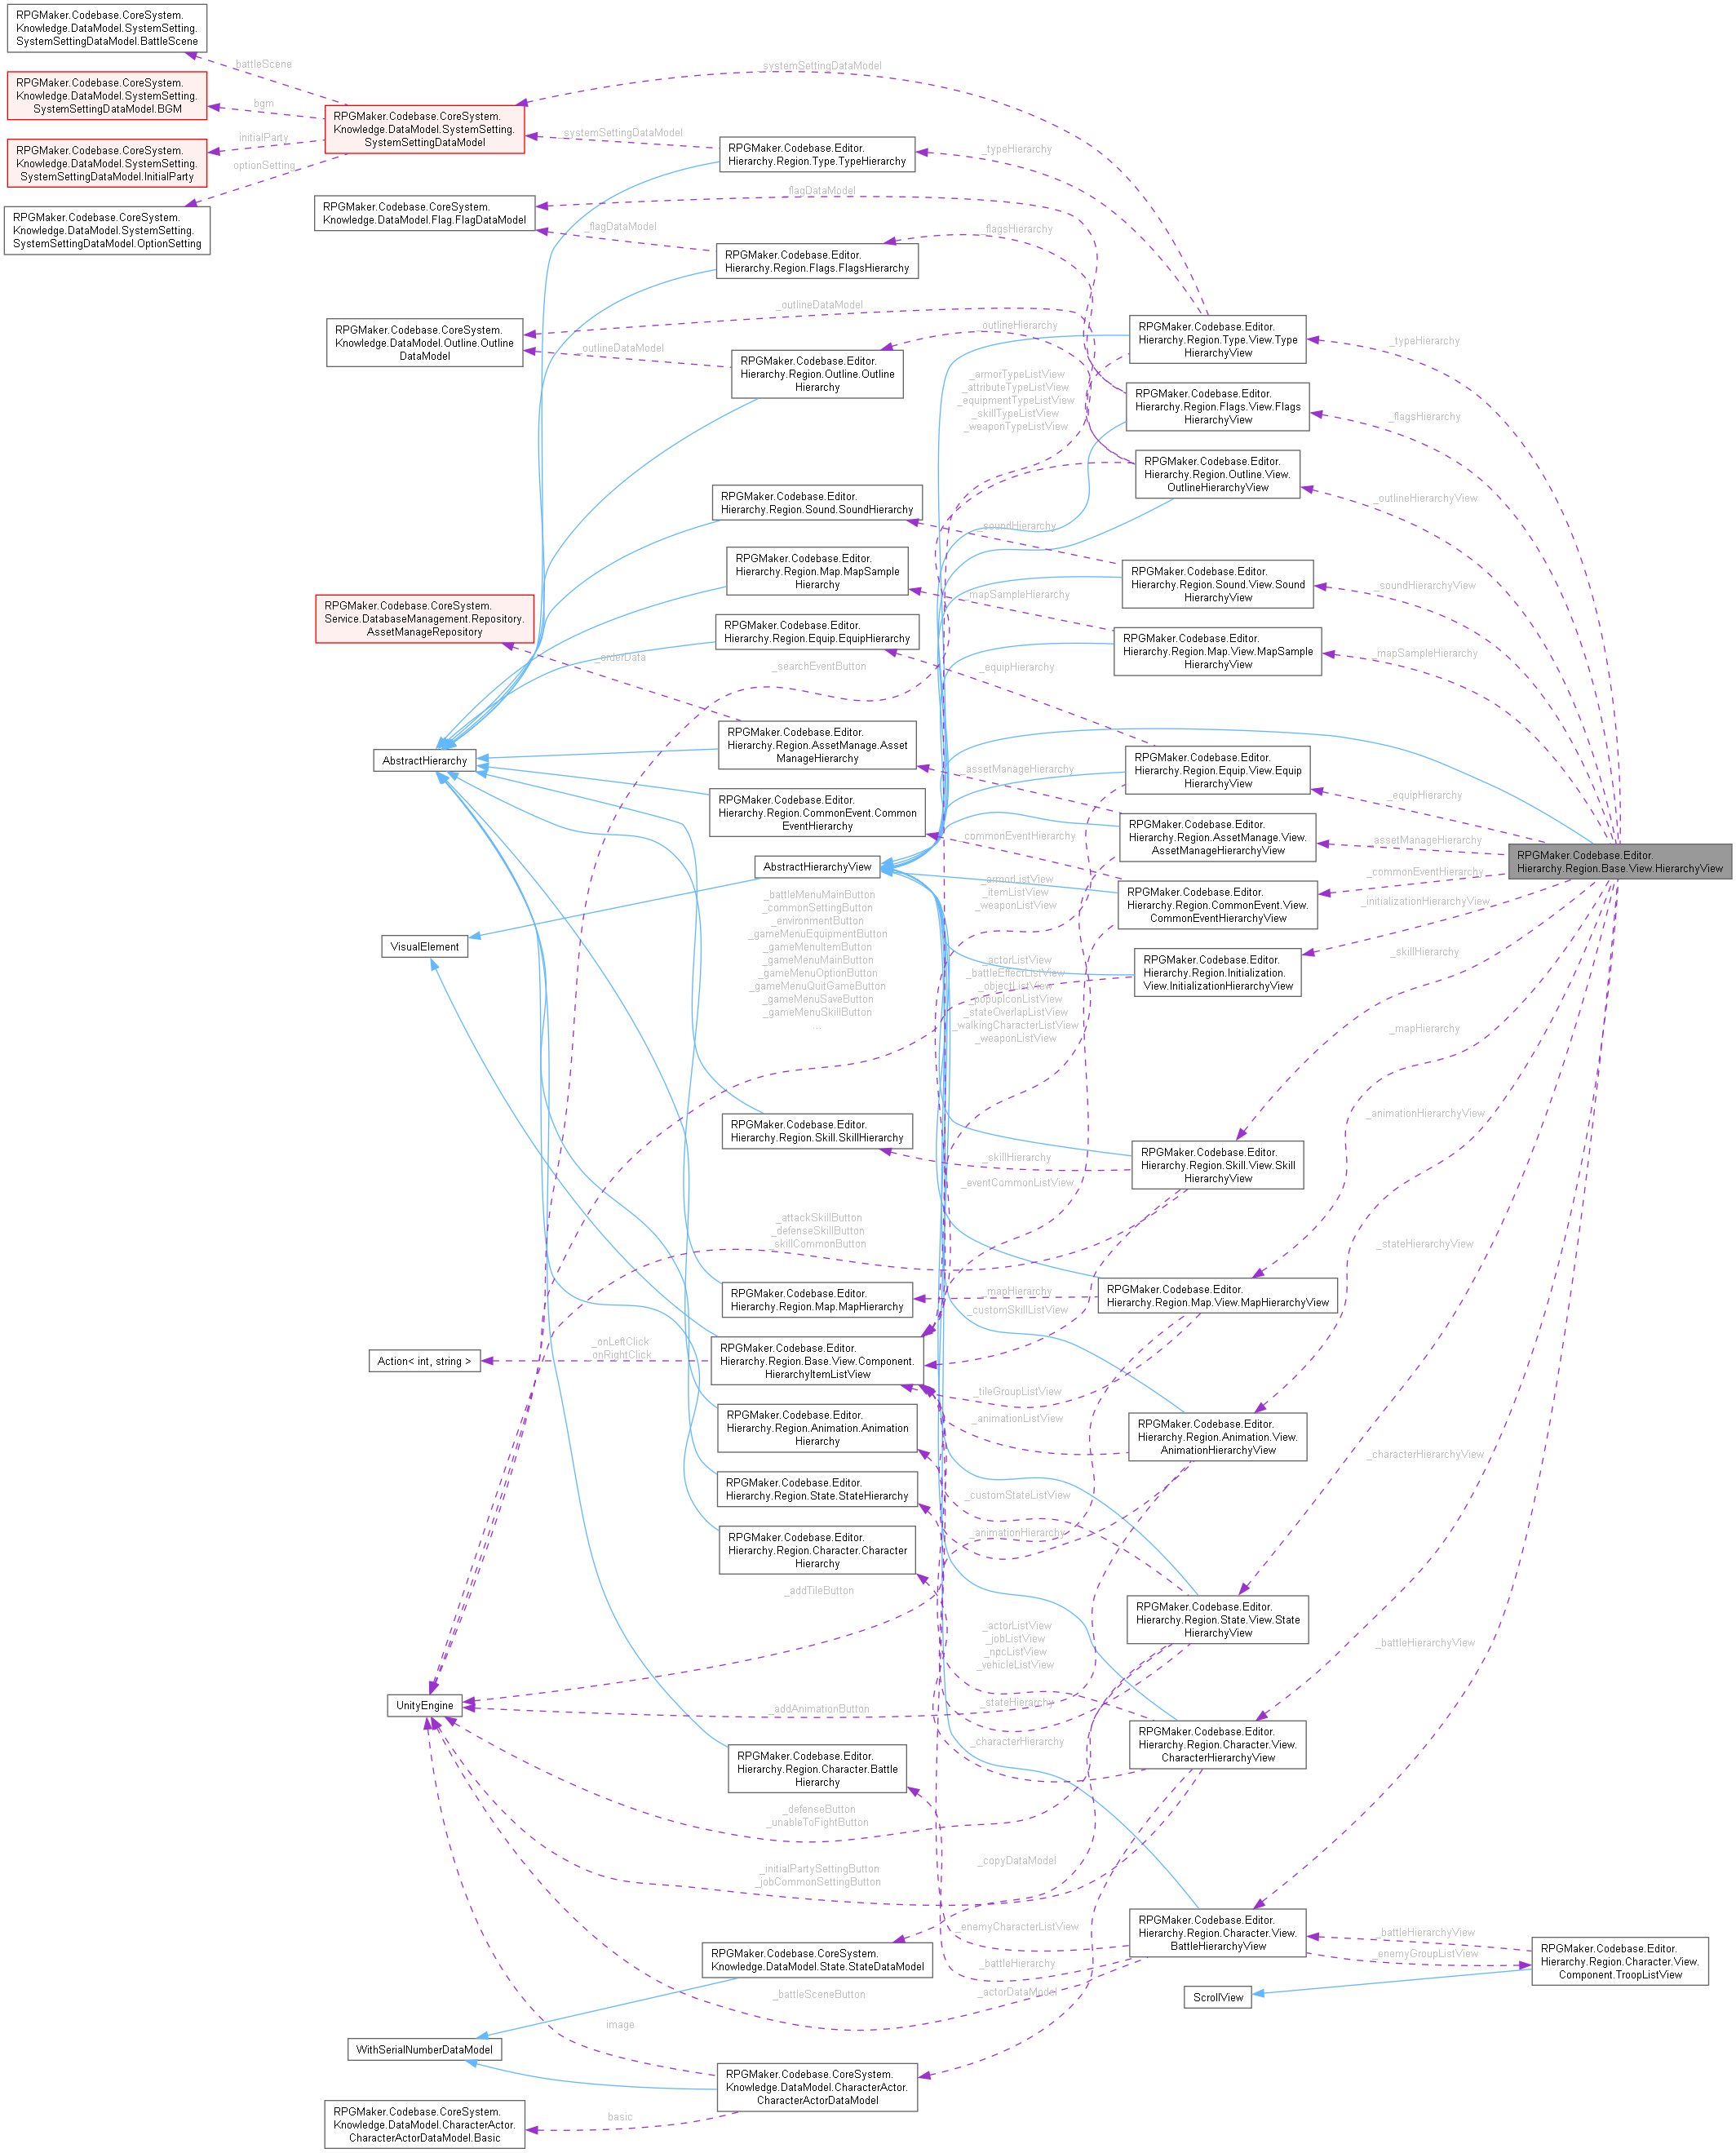 RPGMaker.Codebase.CoreSystem.
Knowledge.DataModel.SystemSetting.
SystemSettingDataModel.BattleScene
RPGMaker.Codebase.CoreSystem.
Knowledge.DataModel.SystemSetting.
SystemSettingDataModel.BGM
RPGMaker.Codebase.CoreSystem.
Knowledge.DataModel.SystemSetting.
SystemSettingDataModel.InitialParty
RPGMaker.Codebase.CoreSystem.
Knowledge.DataModel.SystemSetting.
SystemSettingDataModel.OptionSetting
battleScene
bgm
initialParty
optionSetting
RPGMaker.Codebase.CoreSystem.
Knowledge.DataModel.SystemSetting.
SystemSettingDataModel
RPGMaker.Codebase.CoreSystem.
Knowledge.DataModel.Flag.FlagDataModel
RPGMaker.Codebase.CoreSystem.
Knowledge.DataModel.Outline.Outline
DataModel
RPGMaker.Codebase.CoreSystem.
Service.DatabaseManagement.Repository.
AssetManageRepository
AbstractHierarchy
VisualElement
Action< int, string >
UnityEngine
WithSerialNumberDataModel
RPGMaker.Codebase.CoreSystem.
Knowledge.DataModel.CharacterActor.
CharacterActorDataModel.Basic
_systemSettingDataModel
_systemSettingDataModel
_flagDataModel
_flagDataModel
_outlineDataModel
_outlineDataModel
_orderData
_searchEventButton
_battleMenuMainButton
_commonSettingButton
_environmentButton
_gameMenuEquipmentButton
_gameMenuItemButton
_gameMenuMainButton
_gameMenuOptionButton
_gameMenuQuitGameButton
_gameMenuSaveButton
_gameMenuSkillButton
...
_attackSkillButton
_defenseSkillButton
_skillCommonButton
_onLeftClick
_onRightClick
_addTileButton
_addAnimationButton
_defenseButton
_unableToFightButton
_initialPartySettingButton
_jobCommonSettingButton
_battleSceneButton
image
basic
RPGMaker.Codebase.Editor.
Hierarchy.Region.Type.TypeHierarchy
RPGMaker.Codebase.Editor.
Hierarchy.Region.Flags.FlagsHierarchy
RPGMaker.Codebase.Editor.
Hierarchy.Region.Outline.Outline
Hierarchy
RPGMaker.Codebase.Editor.
Hierarchy.Region.Sound.SoundHierarchy
RPGMaker.Codebase.Editor.
Hierarchy.Region.Map.MapSample
Hierarchy
RPGMaker.Codebase.Editor.
Hierarchy.Region.Equip.EquipHierarchy
RPGMaker.Codebase.Editor.
Hierarchy.Region.AssetManage.Asset
ManageHierarchy
RPGMaker.Codebase.Editor.
Hierarchy.Region.CommonEvent.Common
EventHierarchy
AbstractHierarchyView
RPGMaker.Codebase.Editor.
Hierarchy.Region.Skill.SkillHierarchy
RPGMaker.Codebase.Editor.
Hierarchy.Region.Map.MapHierarchy
RPGMaker.Codebase.Editor.
Hierarchy.Region.Base.View.Component.
HierarchyItemListView
RPGMaker.Codebase.Editor.
Hierarchy.Region.Animation.Animation
Hierarchy
RPGMaker.Codebase.Editor.
Hierarchy.Region.State.StateHierarchy
RPGMaker.Codebase.Editor.
Hierarchy.Region.Character.Character
Hierarchy
RPGMaker.Codebase.Editor.
Hierarchy.Region.Character.Battle
Hierarchy
RPGMaker.Codebase.CoreSystem.
Knowledge.DataModel.State.StateDataModel
RPGMaker.Codebase.CoreSystem.
Knowledge.DataModel.CharacterActor.
CharacterActorDataModel
_typeHierarchy
_flagsHierarchy
_outlineHierarchy
_armorTypeListView
_attributeTypeListView
_equipmentTypeListView
_skillTypeListView
_weaponTypeListView
_soundHierarchy
_mapSampleHierarchy
_equipHierarchy
_assetManageHierarchy
_commonEventHierarchy
_armorListView
_itemListView
_weaponListView
_actorListView
_battleEffectListView
_objectListView
_popupIconListView
_stateOverlapListView
_walkingCharacterListView
_weaponListView
_skillHierarchy
_eventCommonListView
_mapHierarchy
_customSkillListView
_tileGroupListView
_animationListView
_customStateListView
_animationHierarchy
_actorListView
_jobListView
_npcListView
_vehicleListView
_stateHierarchy
_characterHierarchy
_copyDataModel
_enemyCharacterListView
_battleHierarchy
_actorDataModel
RPGMaker.Codebase.Editor.
Hierarchy.Region.Type.View.Type
HierarchyView
RPGMaker.Codebase.Editor.
Hierarchy.Region.Flags.View.Flags
HierarchyView
RPGMaker.Codebase.Editor.
Hierarchy.Region.Outline.View.
OutlineHierarchyView
RPGMaker.Codebase.Editor.
Hierarchy.Region.Sound.View.Sound
HierarchyView
RPGMaker.Codebase.Editor.
Hierarchy.Region.Map.View.MapSample
HierarchyView
RPGMaker.Codebase.Editor.
Hierarchy.Region.Equip.View.Equip
HierarchyView
RPGMaker.Codebase.Editor.
Hierarchy.Region.AssetManage.View.
AssetManageHierarchyView
RPGMaker.Codebase.Editor.
Hierarchy.Region.CommonEvent.View.
CommonEventHierarchyView
RPGMaker.Codebase.Editor.
Hierarchy.Region.Initialization.
View.InitializationHierarchyView
RPGMaker.Codebase.Editor.
Hierarchy.Region.Skill.View.Skill
HierarchyView
RPGMaker.Codebase.Editor.
Hierarchy.Region.Map.View.MapHierarchyView
RPGMaker.Codebase.Editor.
Hierarchy.Region.Animation.View.
AnimationHierarchyView
RPGMaker.Codebase.Editor.
Hierarchy.Region.State.View.State
HierarchyView
RPGMaker.Codebase.Editor.
Hierarchy.Region.Character.View.
CharacterHierarchyView
RPGMaker.Codebase.Editor.
Hierarchy.Region.Character.View.
BattleHierarchyView
ScrollView
_typeHierarchy
_flagsHierarchy
_outlineHierarchyView
_soundHierarchyView
_mapSampleHierarchy
_equipHierarchy
_assetManageHierarchy
_commonEventHierarchy
_initializationHierarchyView
_skillHierarchy
_mapHierarchy
_animationHierarchyView
_stateHierarchyView
_characterHierarchyView
_battleHierarchyView
_battleHierarchyView
_enemyGroupListView
RPGMaker.Codebase.Editor.
Hierarchy.Region.Base.View.HierarchyView
RPGMaker.Codebase.Editor.
Hierarchy.Region.Character.View.
Component.TroopListView